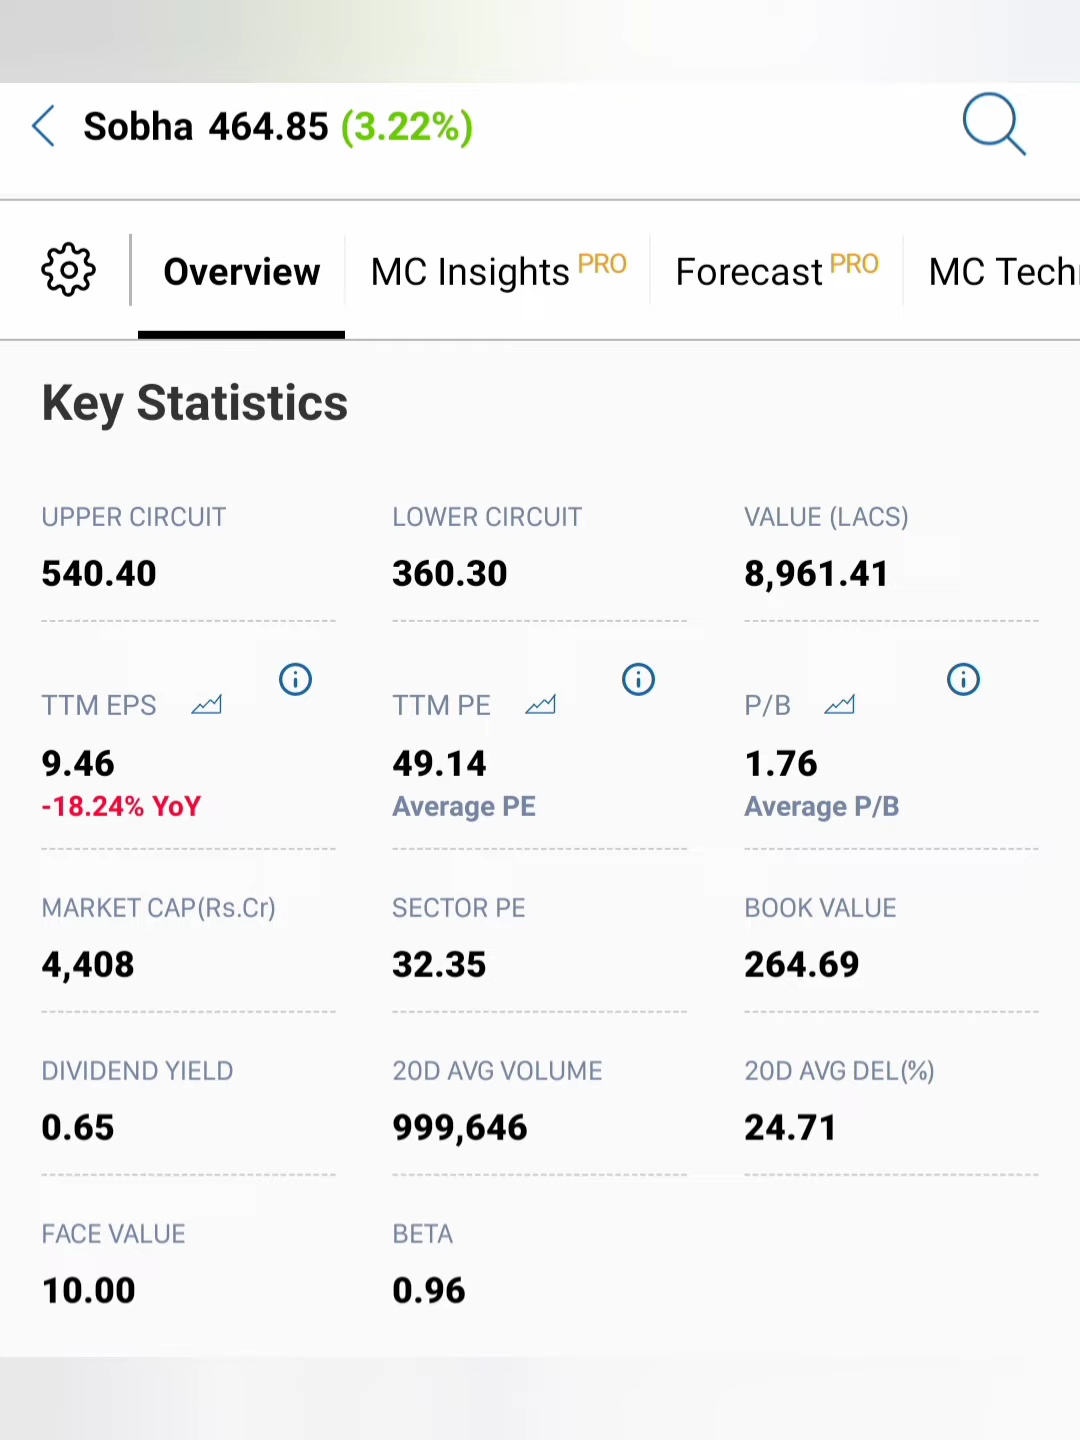 Sobha 464.85 (3.22%)
Overview MC Insights PRO Forecast PRO MC Tech
Key Statistics
UPPER CIRCUIT LOWER CIRCUIT VALUE (LACS)
540.40 360.30 8,961.41
TTM EPS TTM PE P/B
9.46 49.14 1.76
-18.24% YoY Average PE Average P/B
MARKET CAP(Rs.Cr) SECTOR PE BOOK VALUE
4,408 32.35 264.69
DIVIDEND YIELD 20D AVG VOLUME 20D AVG DEL(%)
0.65 999,646 24.71
FACE VALUE BETA
10.00 0.96